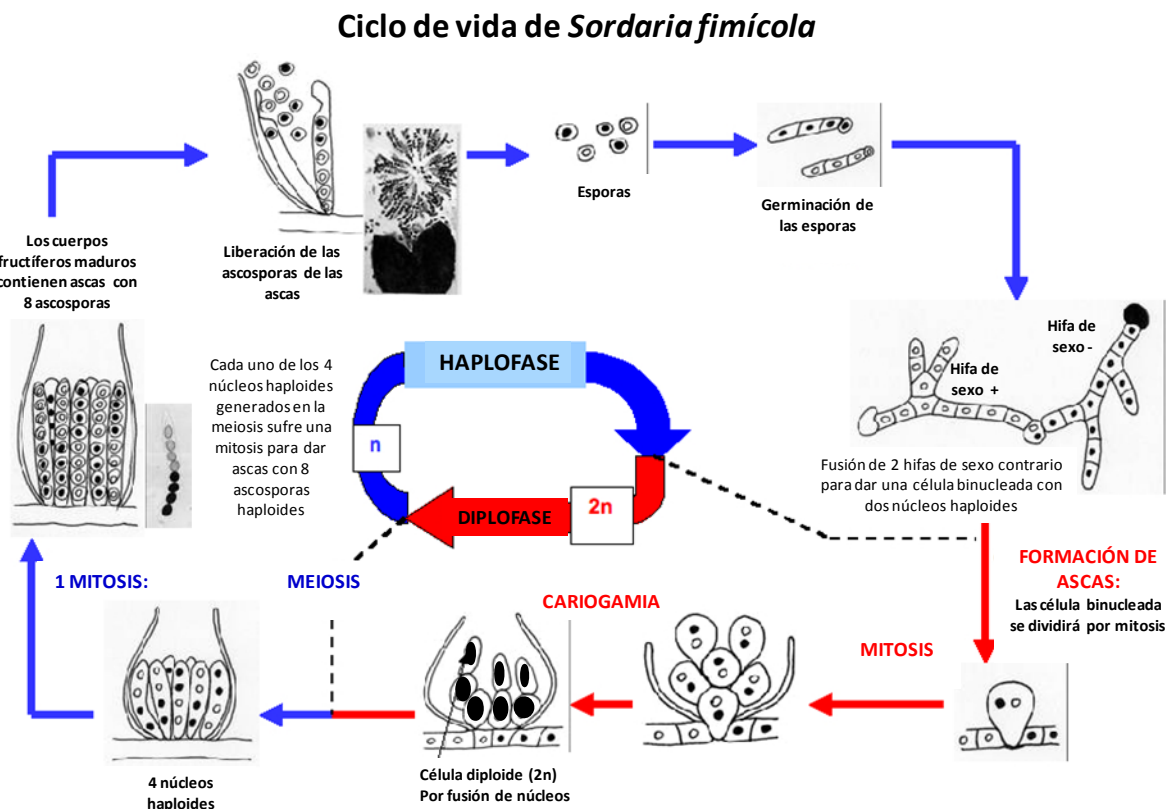 Ciclo de vida de Sordaria fimícola
Liberación de las
ascosporas de las
ascas
Esporas
Germinación de
las esporas
Los cuerpos
fructíferos maduros
contienen ascas con
8 ascosporas
Cada uno de los 4
núcleos haploides
generados en la
meiosis sufre una
mitosis para dar
ascas con 8
ascosporas
haploides
HAPLOFASE
n
DIPLOFASE
2n
Hifa de
sexo -
Hifa de
sexo +
Fusión de 2 hifas de sexo contrario
para dar una célula binucleada con
dos núcleos haploides
FORMACIÓN DE
ASCAS:
Las célula binucleada
se dividirá por mitosis
MITOSIS
CARIOGAMIA
MEIOSIS
1 MITOSIS:
Célula diploide (2n)
Por fusión de núcleos
4 núcleos
haploides